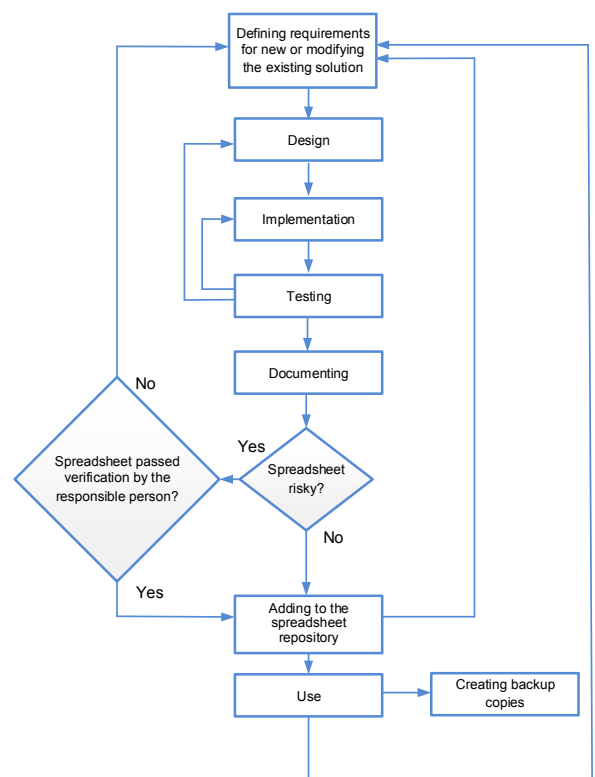 Defining requirements
for new or modifying
the existing solution
Design
Implementation
Testing
Documenting
No
Yes
Spreadsheet passed
verification by the
responsible person?
Spreadsheet
risky?
No
Yes
Adding to the
spreadsheet
repository
Use
Creating backup
copies